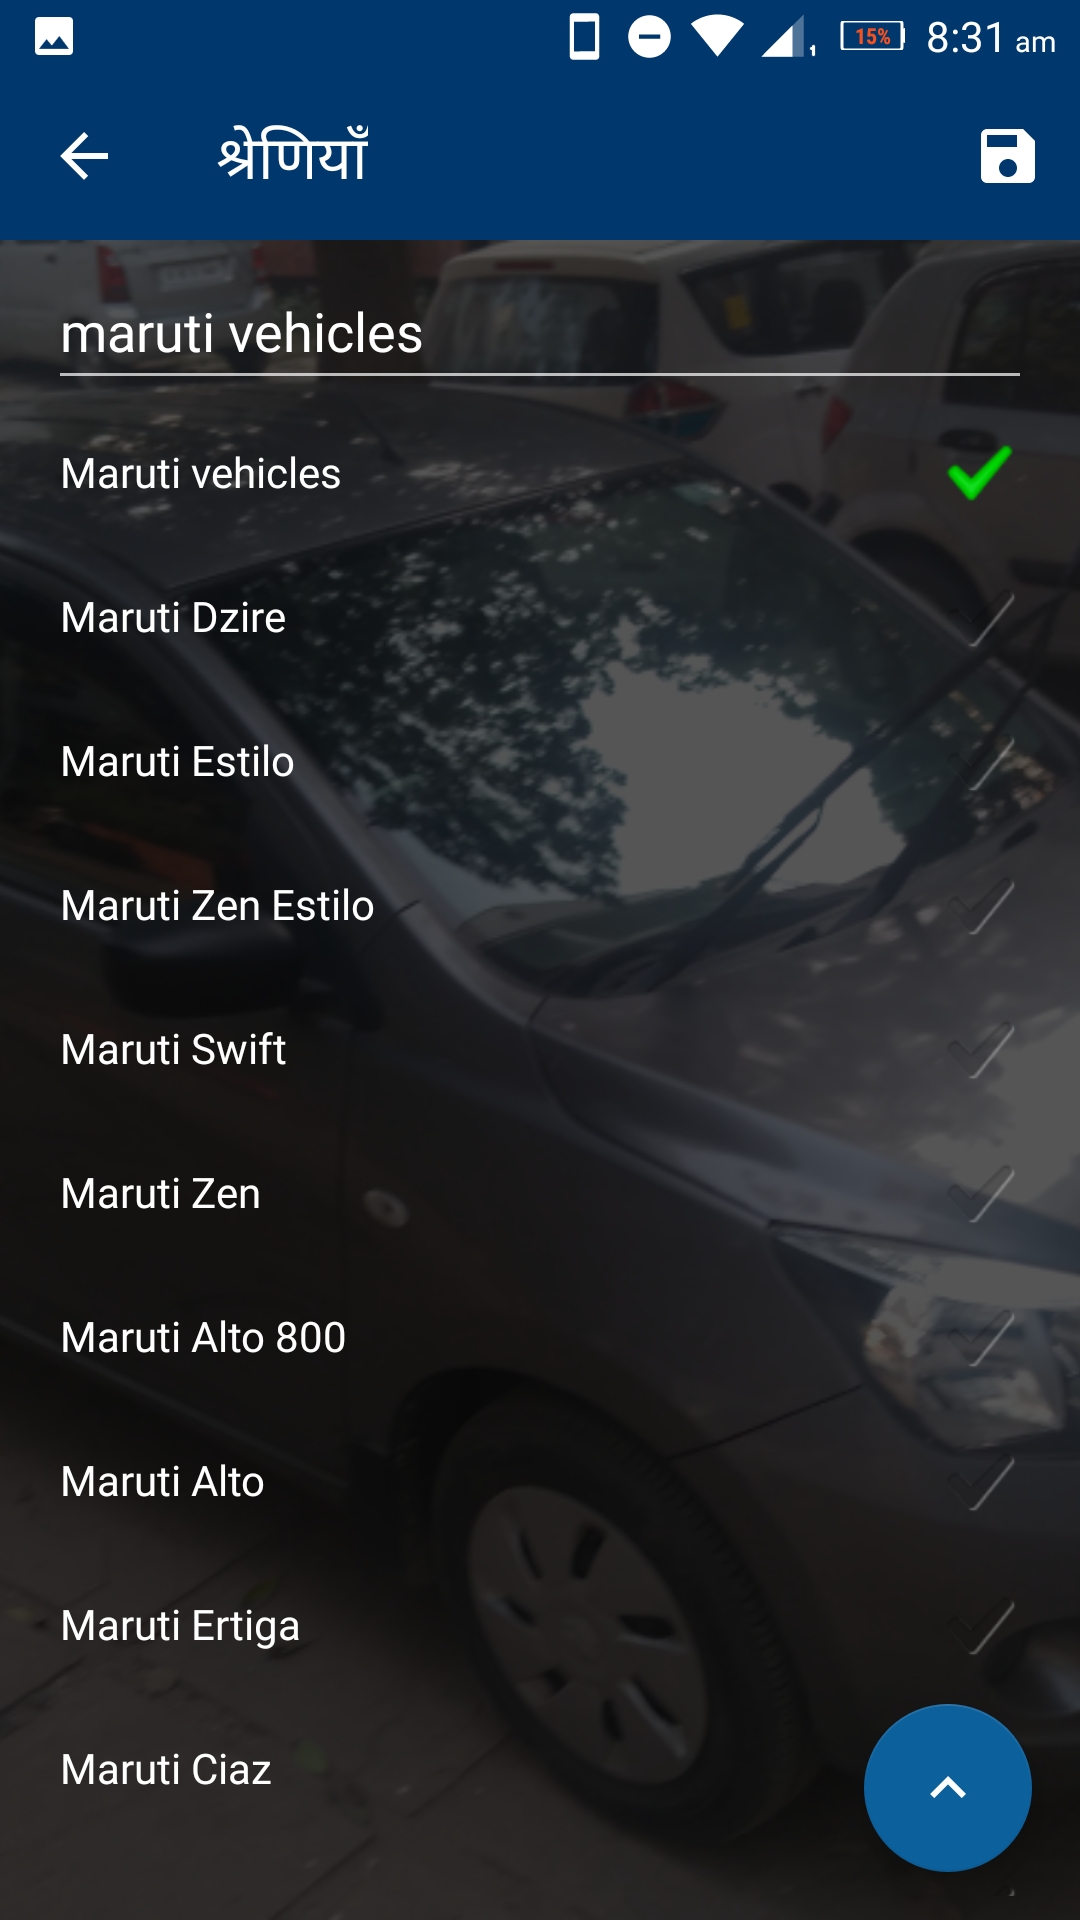 15% 8:31 am
श्रेणियाँ
maruti vehicles
Maruti vehicles
Maruti Dzire
Maruti Estilo
Maruti Zen Estilo
Maruti Swift
Maruti Zen
Maruti Alto 800
Maruti Alto
Maruti Ertiga
Maruti Ciaz